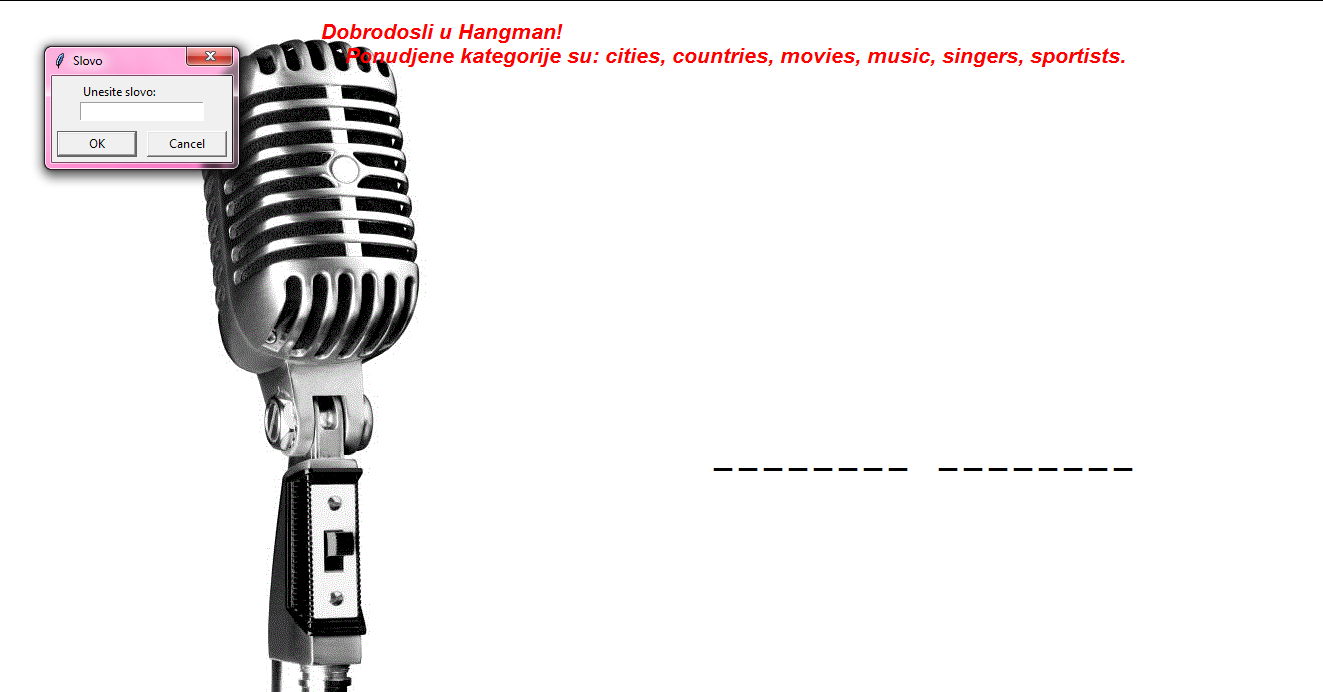 Dobrodosli u Hangman!
Ponudjene kategorije su: cities, countries, movies, music, singers, sportists.
Slovo
Unesite slovo:
OK
Cancel
_ _ _ _ _ _ _ _  _ _ _ _ _ _ _ _